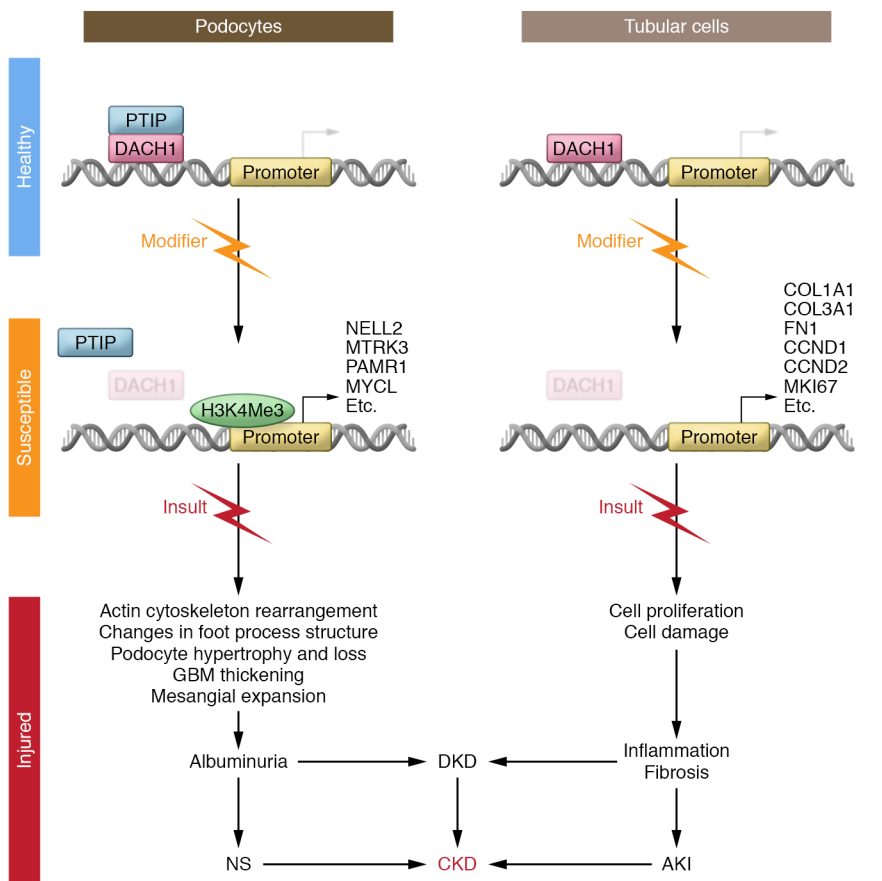 Podocytes
Tubular cells
Healthy
PTIP
DACH1
Promoter
DACH1
Promoter
Modifier
Modifier
Susceptible
PTIP
DACH1
H3K4Me3
Promoter
NELL2
MTRK3
PAMR1
MYCL
Etc.
DACH1
Promoter
COL1A1
COL3A1
FN1
CCND1
CCND2
MKI67
Etc.
Insult
Insult
Injured
Actin cytoskeleton rearrangement
Changes in foot process structure
Podocyte hypertrophy and loss
GBM thickening
Mesangial expansion
Cell proliferation
Cell damage
Albuminuria
DKD
Inflammation
Fibrosis
NS
CKD
AKI